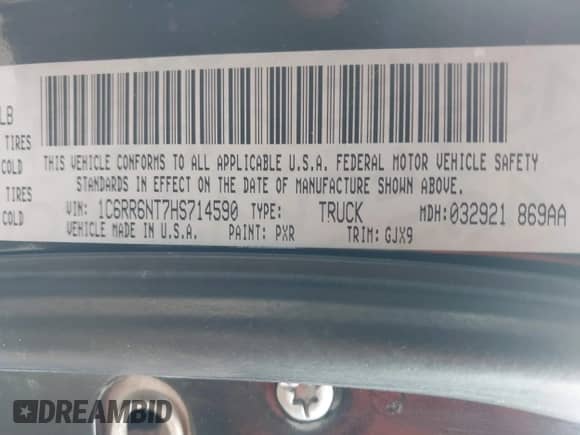 LB
TIRES
COLD
THIS VEHICLE CONFORMS TO ALL APPLICABLE U.S.A. FEDERAL MOTOR VEHICLE SAFETY
STANDARDS IN EFFECT ON THE DATE OF MANUFACTURE SHOWN ABOVE.
TIRES
COLD
VIN: 1C6RR6NT7HS714590 TYPE: TRUCK MDH:032921 869AA
VEHICLE MADE IN U.S.A. PAINT: PXR TRIM: GJX9
DREAMBID